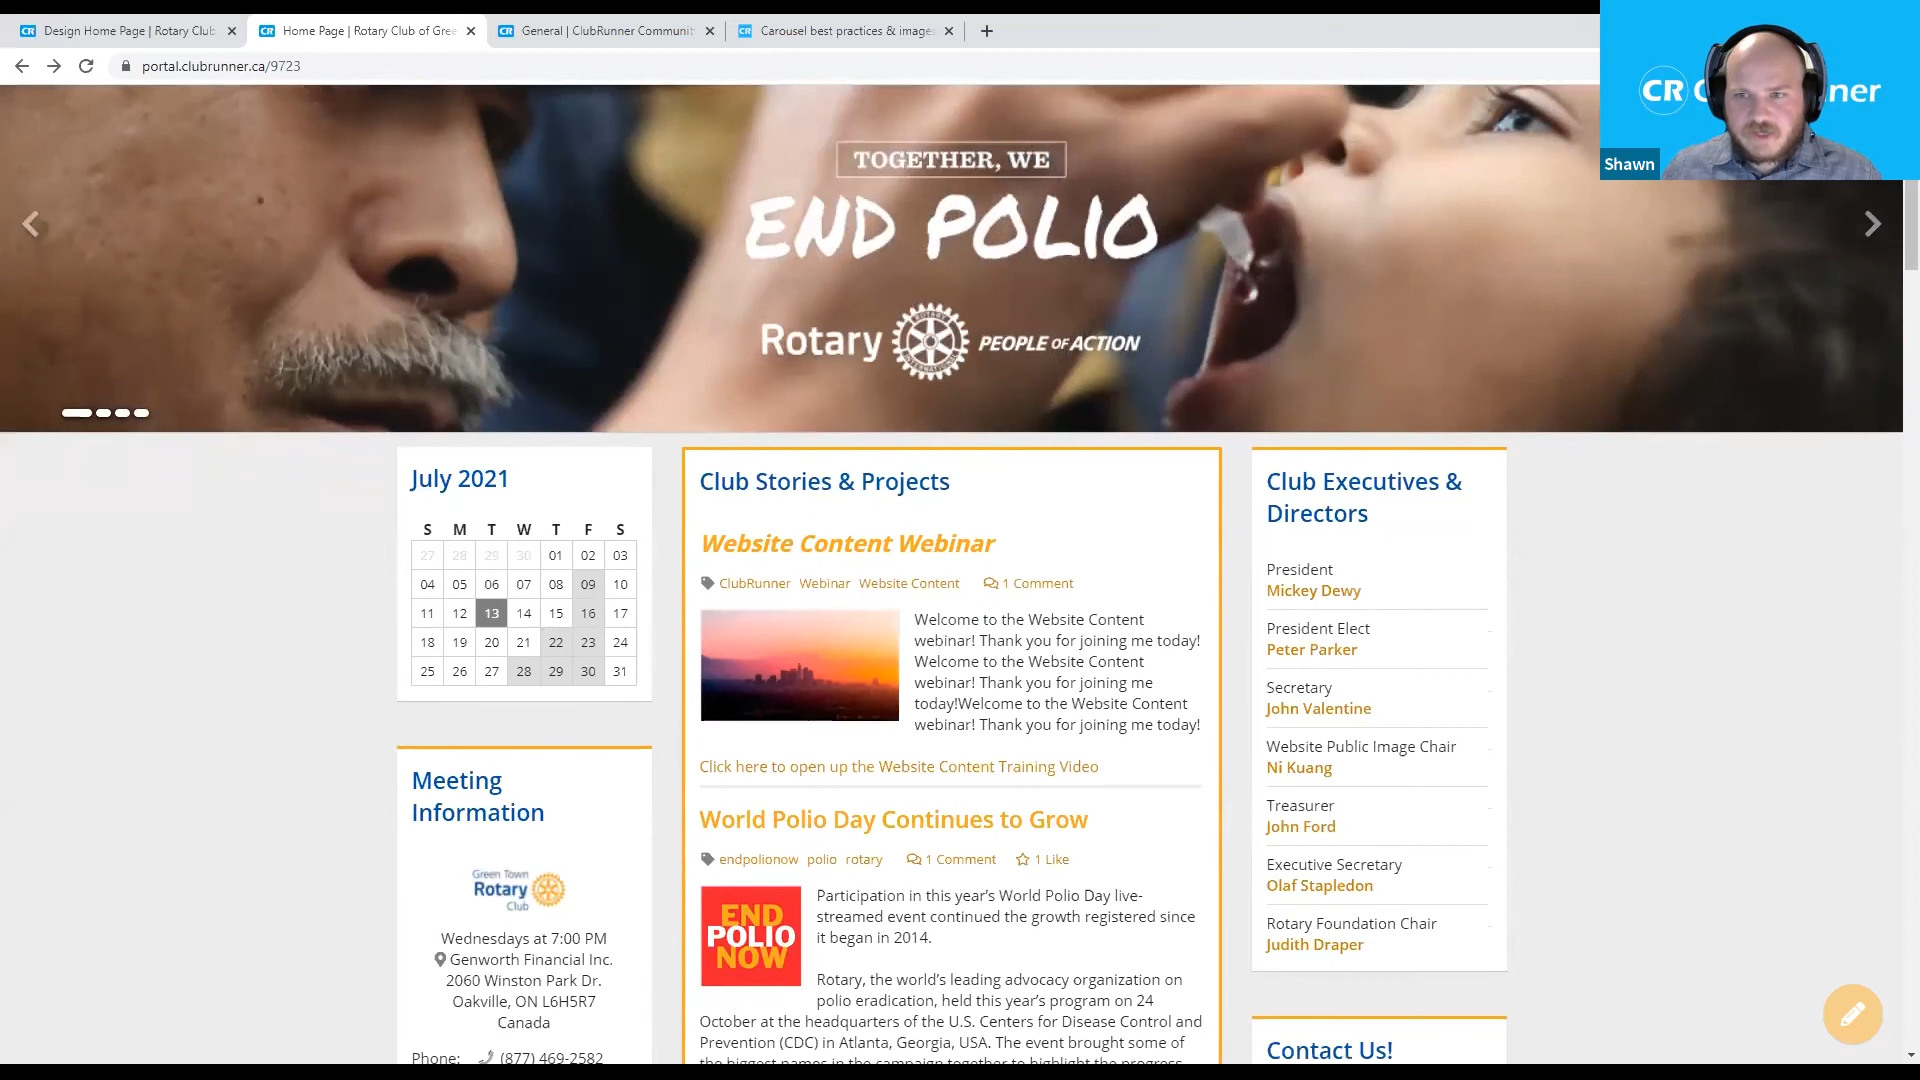 Design Home Page | Rotary Club
Home Page | Rotary Club of Gree
General | ClubRunner Communit
Carousel best practices & image
portal.clubrunner.ca/9723
CR C ner
Shawn
TOGETHER, WE
END POLIO
Rotary
ROTARY
INTERNATIONAL
PEOPLE OF ACTION
July 2021
S M T W T F S
27 28 29 30 01 02 03
04 05 06 07 08 09 10
11 12 13 14 15 16 17
18 19 20 21 22 23 24
25 26 27 28 29 30 31
Meeting
Information
Green Town
Rotary
Club
Wednesdays at 7:00 PM
Genworth Financial Inc.
2060 Winston Park Dr.
Oakville, ON L6H5R7
Canada
Phone: (877) 469-2582
Club Stories & Projects
Website Content Webinar
ClubRunner Webinar Website Content 1 Comment
Welcome to the Website Content
webinar! Thank you for joining me today!
Welcome to the Website Content
webinar! Thank you for joining me
today!Welcome to the Website Content
webinar! Thank you for joining me today!
Click here to open up the Website Content Training Video
World Polio Day Continues to Grow
endpolionow polio rotary 1 Comment 1 Like
END
POLIO
NOW
Participation in this year's World Polio Day live-
streamed event continued the growth registered since
it began in 2014.
Rotary, the world's leading advocacy organization on
polio eradication, held this year's program on 24
October at the headquarters of the U.S. Centers for Disease Control and
Prevention (CDC) in Atlanta, Georgia, USA. The event brought some of
the biggest names in the campaign together to highlight the progress
Club Executives &
Directors
President
Mickey Dewy
President Elect
Peter Parker
Secretary
John Valentine
Website Public Image Chair
Ni Kuang
Treasurer
John Ford
Executive Secretary
Olaf Stapledon
Rotary Foundation Chair
Judith Draper
Contact Us!